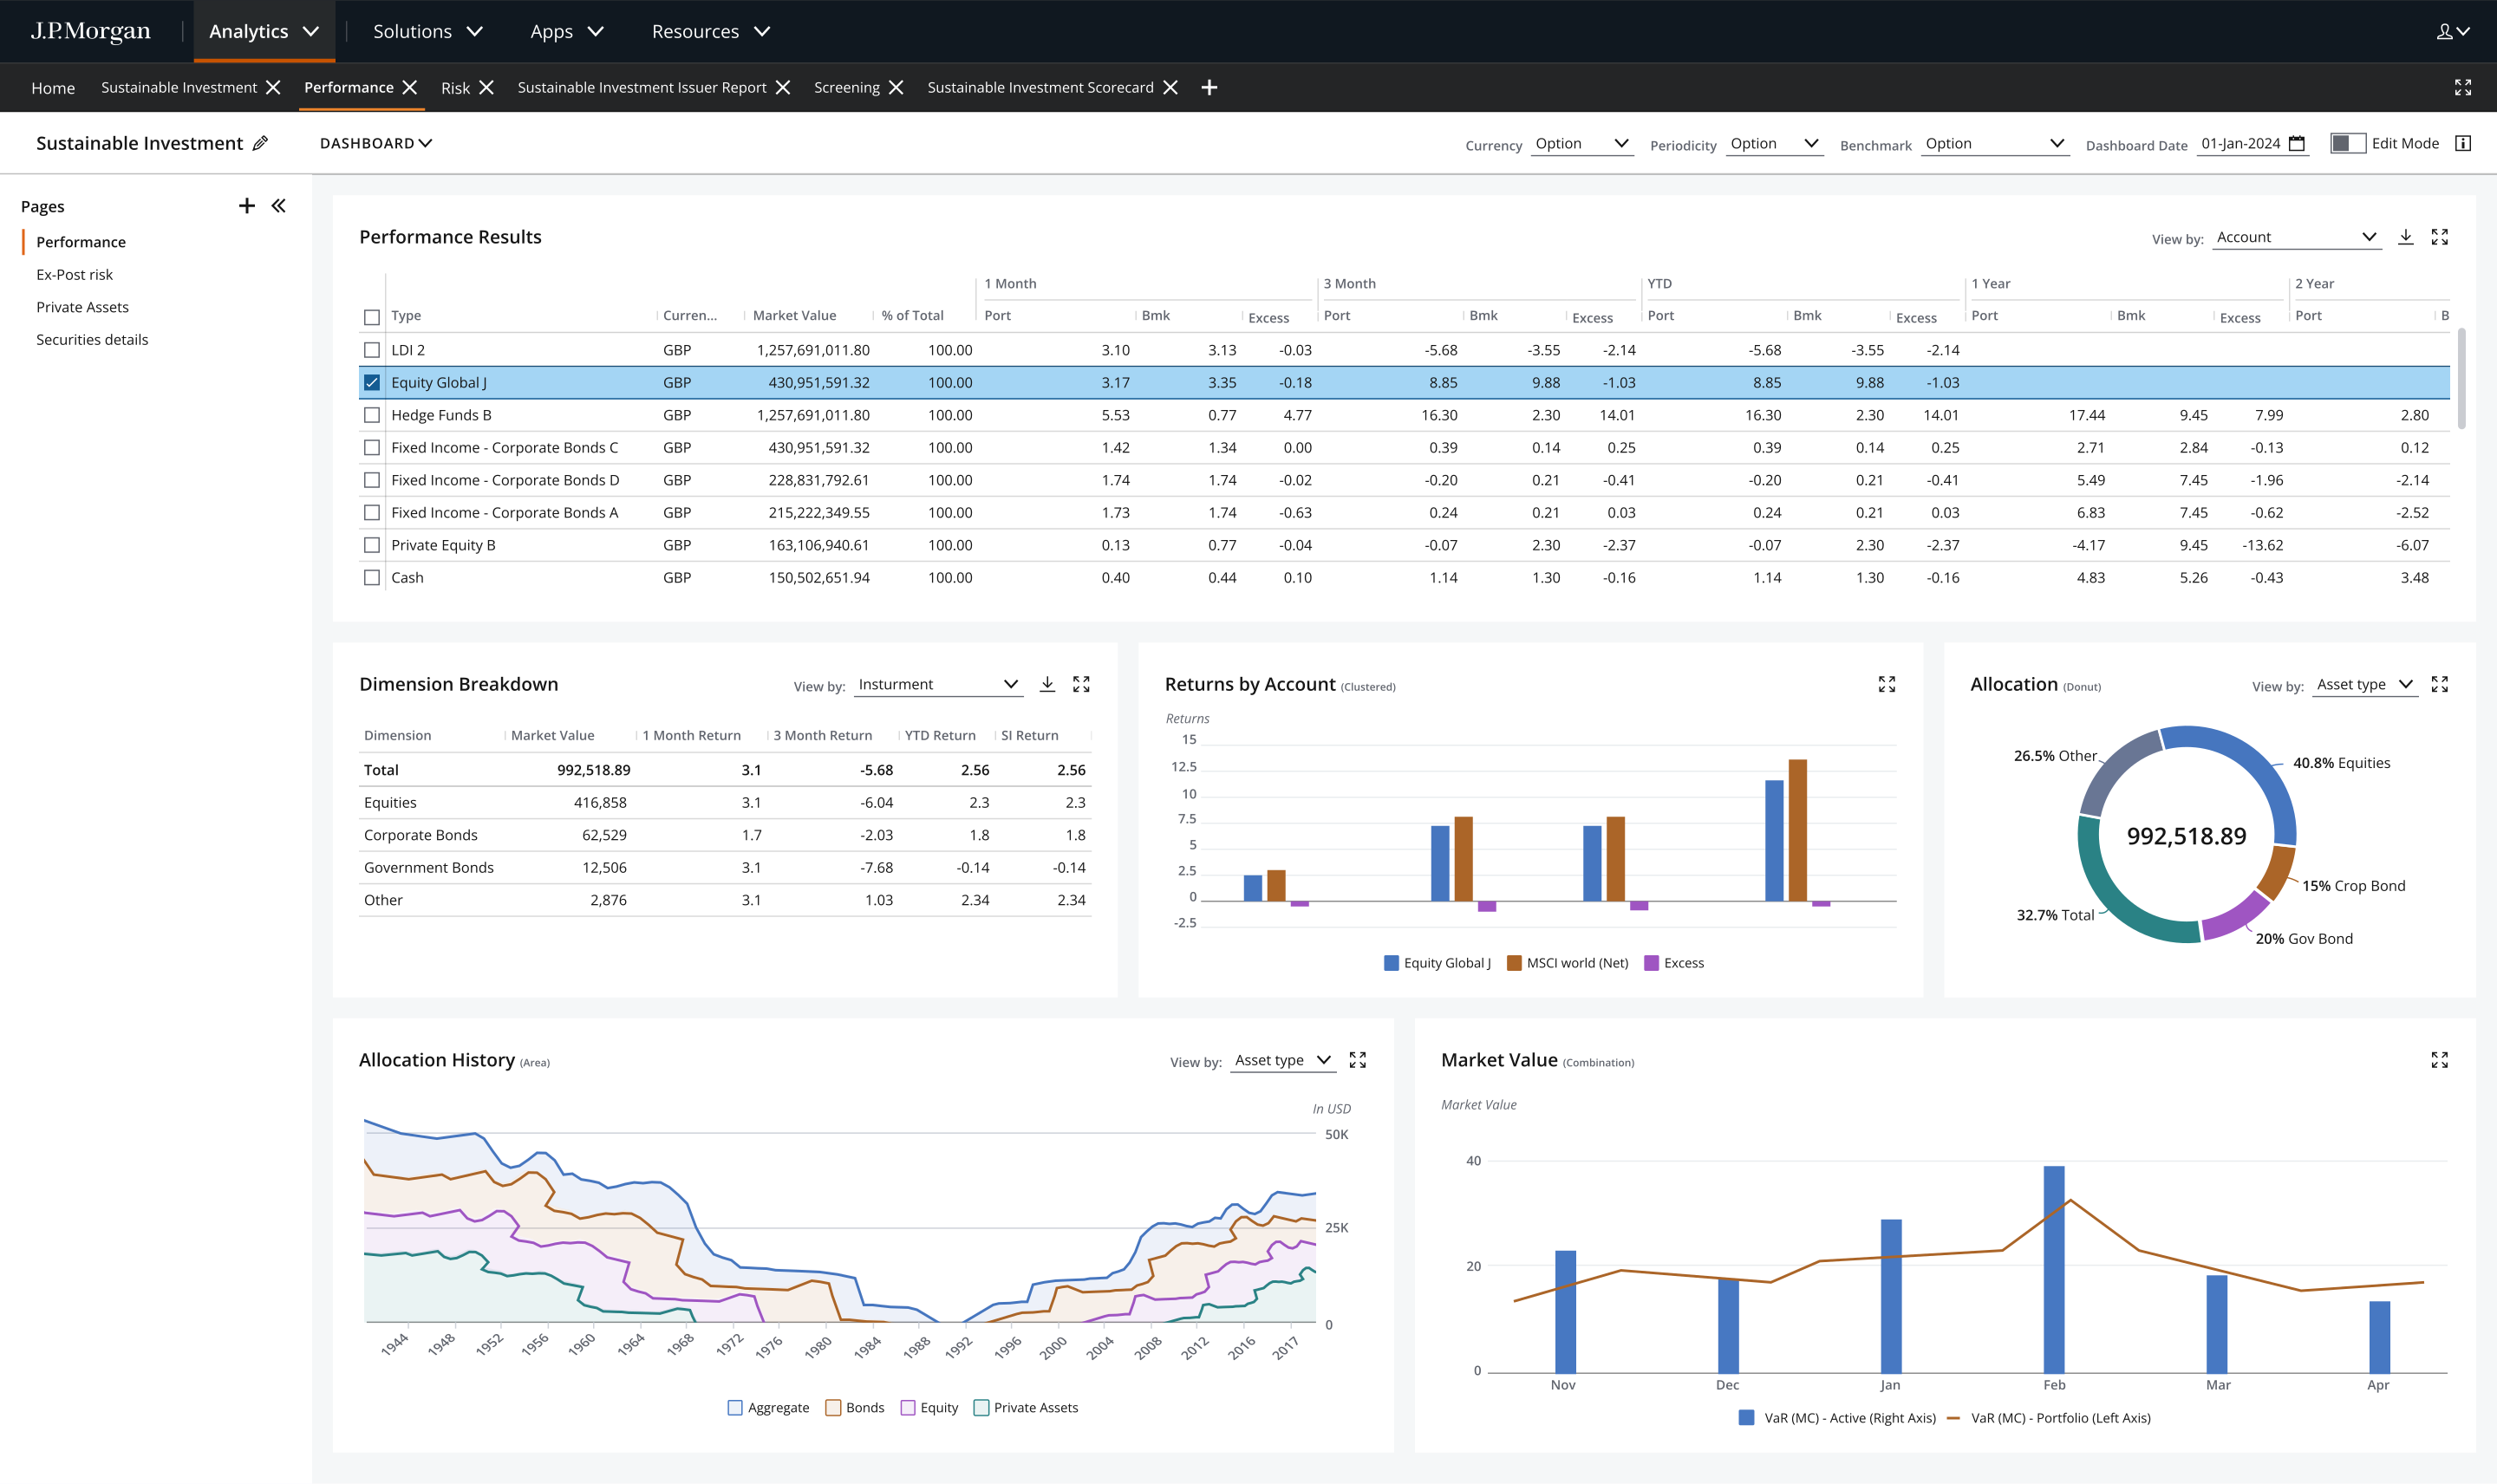 J.P.Morgan Analytics Solutions Apps Resources
Home Sustainable Investment Performance Risk Sustainable Investment Issuer Report Screening Sustainable Investment Scorecard
Sustainable Investment DASHBOARD Currency Option Periodicity Option Benchmark Option Dashboard Date 01-Jan-2024 Edit Mode
Pages
Performance
Ex-Post risk
Private Assets
Securities details
Performance Results View by: Account
1 Month 3 Month YTD 1 Year 2 Year
Type Curren... Market Value % of Total Port Bmk Excess Port Bmk Excess Port Bmk Excess Port Bmk Excess Port B
LDI 2 GBP 1,257,691,011.80 100.00 3.10 3.13 -0.03 -5.68 -3.55 -2.14 -5.68 -3.55 -2.14
Equity Global J GBP 430,951,591.32 100.00 3.17 3.35 -0.18 8.85 9.88 -1.03 8.85 9.88 -1.03
Hedge Funds B GBP 1,257,691,011.80 100.00 5.53 0.77 4.77 16.30 2.30 14.01 16.30 2.30 14.01 17.44 9.45 7.99 2.80
Fixed Income - Corporate Bonds C GBP 430,951,591.32 100.00 1.42 1.34 0.00 0.39 0.14 0.25 0.39 0.14 0.25 2.71 2.84 -0.13 0.12
Fixed Income - Corporate Bonds D GBP 228,831,792.61 100.00 1.74 1.74 -0.02 -0.20 0.21 -0.41 -0.20 0.21 -0.41 5.49 7.45 -1.96 -2.14
Fixed Income - Corporate Bonds A GBP 215,222,349.55 100.00 1.73 1.74 -0.63 0.24 0.21 0.03 0.24 0.21 0.03 6.83 7.45 -0.62 -2.52
Private Equity B GBP 163,106,940.61 100.00 0.13 0.77 -0.04 -0.07 2.30 -2.37 -0.07 2.30 -2.37 -4.17 9.45 -13.62 -6.07
Cash GBP 150,502,651.94 100.00 0.40 0.44 0.10 1.14 1.30 -0.16 1.14 1.30 -0.16 4.83 5.26 -0.43 3.48
Dimension Breakdown View by: Insturment
Dimension Market Value 1 Month Return 3 Month Return YTD Return SI Return
Total 992,518.89 3.1 -5.68 2.56 2.56
Equities 416,858 3.1 -6.04 2.3 2.3
Corporate Bonds 62,529 1.7 -2.03 1.8 1.8
Government Bonds 12,506 3.1 -7.68 -0.14 -0.14
Other 2,876 3.1 1.03 2.34 2.34
Returns by Account (Clustered)
Returns
15
12.5
10
7.5
5
2.5
0
-2.5
Equity Global J MSCI world (Net) Excess
Allocation (Donut) View by: Asset type
26.5% Other
40.8% Equities
992,518.89
15% Crop Bond
32.7% Total
20% Gov Bond
Allocation History (Area) View by: Asset type
In USD
50K
25K
0
1944 1948 1952 1956 1960 1964 1968 1972 1976 1980 1984 1988 1992 1996 2000 2004 2008 2012 2016 2017
Aggregate Bonds Equity Private Assets
Market Value (Combination)
Market Value
40
20
0
Nov Dec Jan Feb Mar Apr
VaR (MC) - Active (Right Axis) VaR (MC) - Portfolio (Left Axis)